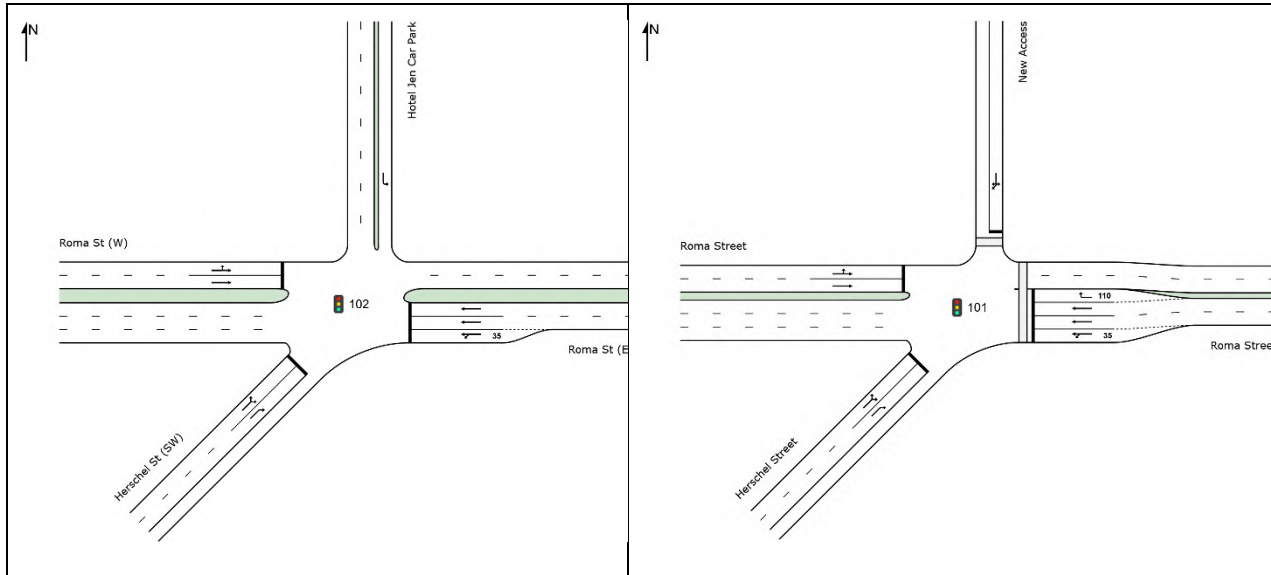 N
Hotel Jen Car Park
Roma St (W)
102
35
Roma St (E
Herschel St (SW)
N
New Access
Roma Street
101
110
35
Roma Stree
Herschel Street